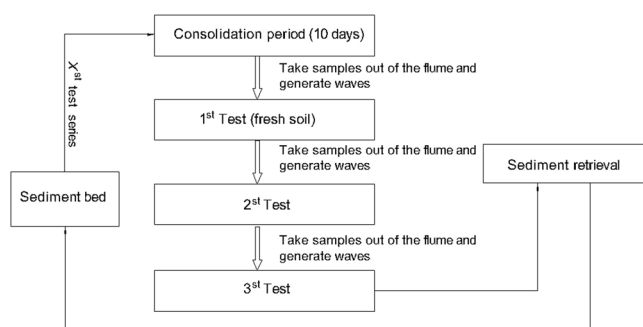 Consolidation period (10 days)
Take samples out of the flume and
generate waves
1st Test (fresh soil)
Take samples out of the flume and
generate waves
2st Test
Take samples out of the flume and
generate waves
3st Test
Sediment retrieval
Sediment bed
Xst test series